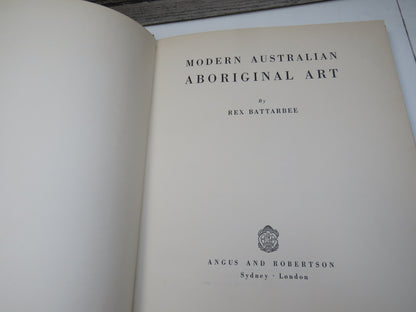 MODERN AUSTRALIAN
ABORIGINAL ART
By
REX BATTARBEE
ANGUS AND ROBERTSON
Sydney · London